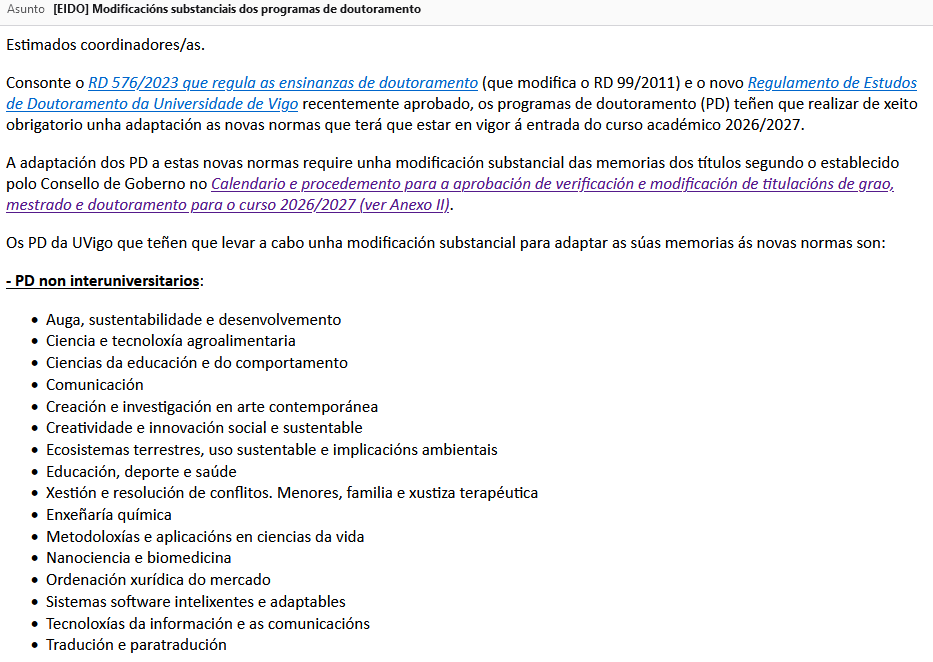 Asunto [EIDO] Modificacións substanciais dos programas de doutoramento
Estimados coordinadores/as.
Consonte o RD 576/2023 que regula as ensinanzas de doutoramento (que modifica o RD 99/2011) e o novo Regulamento de Estudos
de Doutoramento da Universidade de Vigo recentemente aprobado, os programas de doutoramento (PD) teñen que realizar de xeito
obrigatorio unha adaptación as novas normas que terá que estar en vigor á entrada do curso académico 2026/2027.
A adaptación dos PD a estas novas normas require unha modificación substancial das memorias dos títulos segundo o establecido
polo Consello de Goberno no Calendario e procedemento para a aprobación de verificación e modificación de titulacións de grao,
mestrado e doutoramento para o curso 2026/2027 (ver Anexo II).
Os PD da UVigo que teñen que levar a cabo unha modificación substancial para adaptar as súas memorias ás novas normas son:
- PD non interuniversitarios:
• Auga, sustentabilidade e desenvolvemento
• Ciencia e tecnoloxía agroalimentaria
• Ciencias da educación e do comportamento
• Comunicación
• Creación e investigación en arte contemporánea
• Creatividade e innovación social e sustentable
• Ecosistemas terrestres, uso sustentable e implicacións ambientais
• Educación, deporte e saúde
• Xestión e resolución de conflitos. Menores, familia e xustiza terapéutica
• Enxeñaría química
• Metodoloxías e aplicacións en ciencias da vida
• Nanociencia e biomedicina
• Ordenación xurídica do mercado
• Sistemas software intelixentes e adaptables
• Tecnoloxías da información e as comunicacións
• Tradución e paratradución